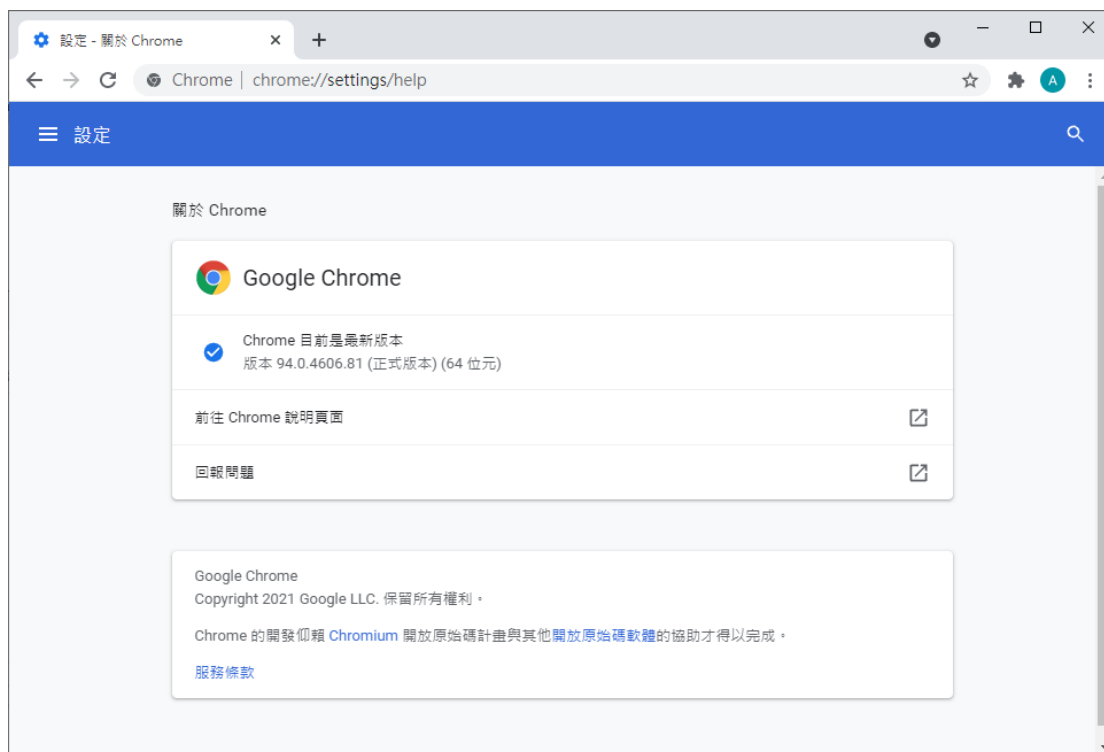 設定 - 關於 Chrome
Chrome | chrome://settings/help
A
設定
關於 Chrome
Google Chrome
Chrome 目前是最新版本
版本 94.0.4606.81 (正式版本) (64 位元)
前往 Chrome 說明頁面
回報問題
Google Chrome
Copyright 2021 Google LLC. 保留所有權利。
Chrome 的開發仰賴 Chromium 開放原始碼計畫與其他開放原始碼軟體的協助才得以完成。
服務條款